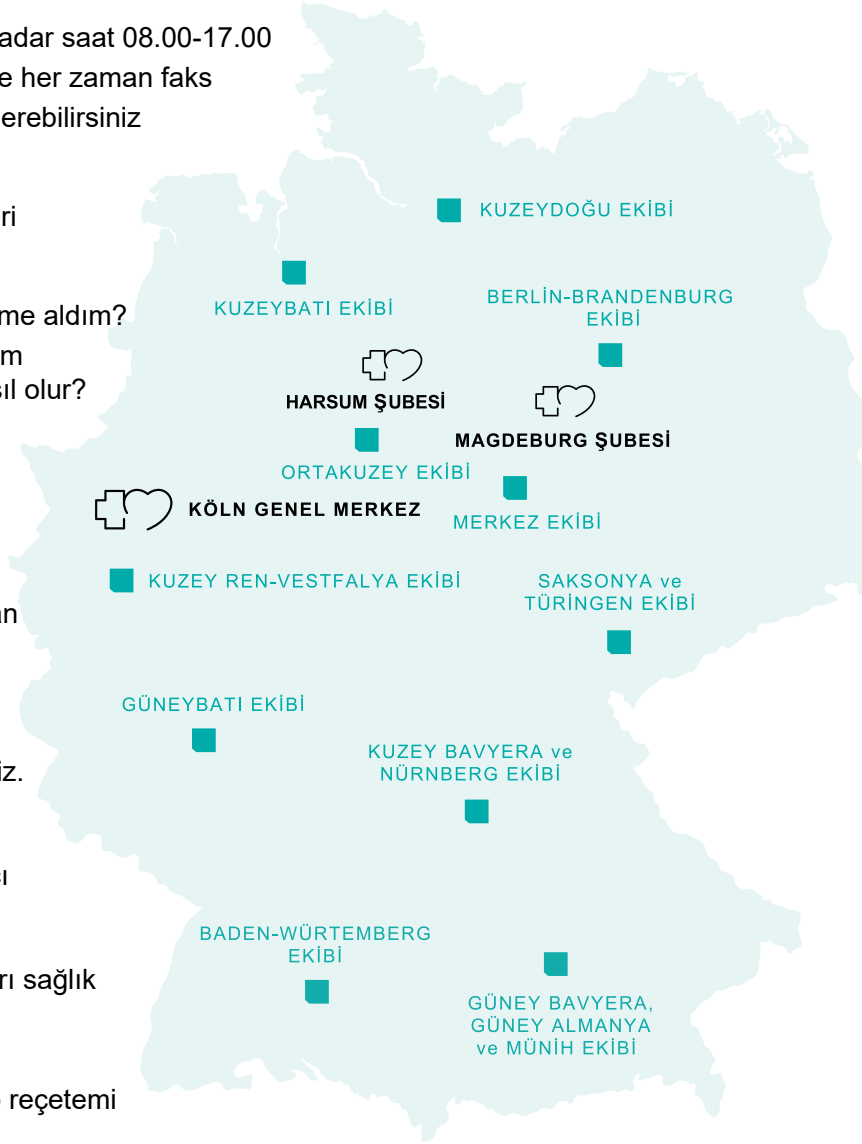 adar saat 08.00-17.00
e her zaman faks
erebilirsiniz
ri
me aldım?
m
ıl olur?
an
iz.
ı
rı sağlık
reçetemi
KUZEYDOĞU EKİBİ
KUZEYBATI EKİBİ
BERLİN-BRANDENBURG
EKİBİ
HARSUM ŞUBESİ
MAGDEBURG ŞUBESİ
ORTAKUZEY EKİBİ
MERKEZ EKİBİ
KÖLN GENEL MERKEZ
KUZEY REN-VESTFALYA EKİBİ
SAKSONYA ve
TÜRİNGEN EKİBİ
GÜNEYBATI EKİBİ
KUZEY BAVYERA ve
NÜRNBERG EKİBİ
BADEN-WÜRTEMBERG
EKİBİ
GÜNEY BAVYERA,
GÜNEY ALMANYA
ve MÜNİH EKİBİ